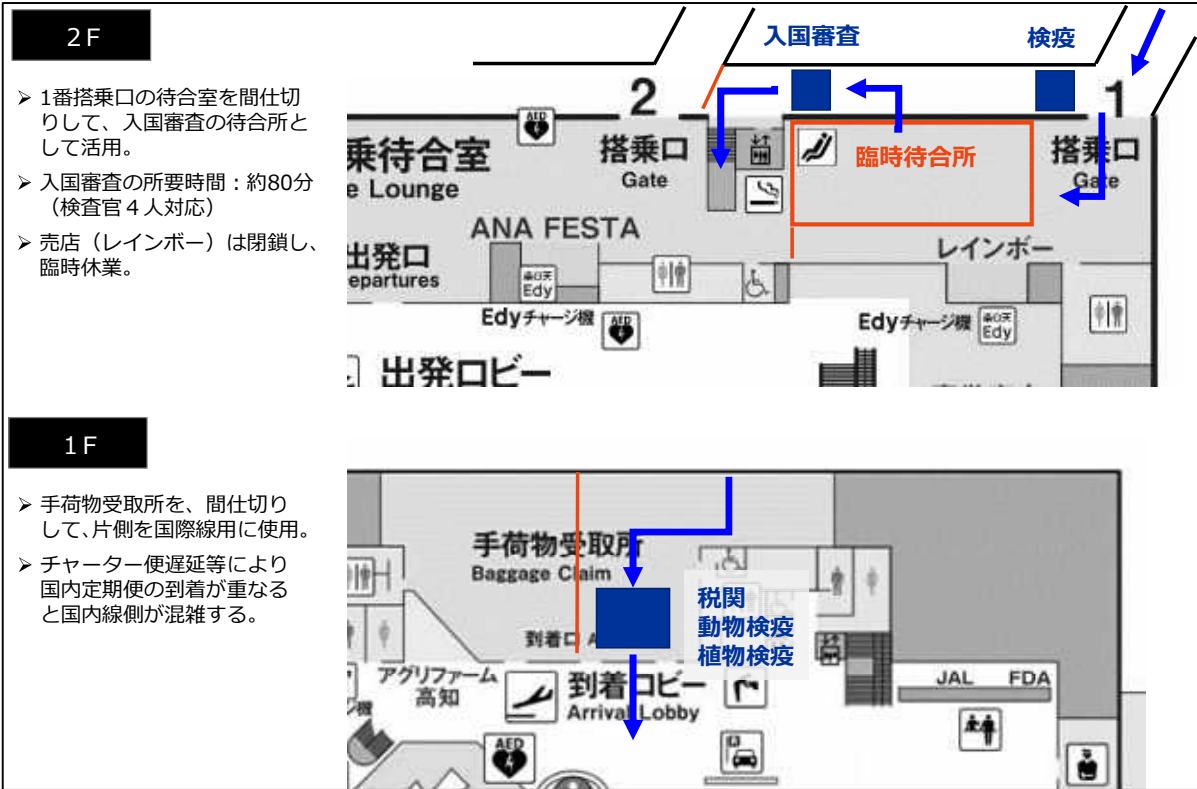 2F
➢ 1番搭乗口の待合室を間仕切
りして、入国審査の待合所と
して活用。
➢ 入国審査の所要時間：約80分
（検査官４人対応）
➢ 売店（レインボー）は閉鎖し、
臨時休業。
入国審査
検疫
2
1
AED
乗待合室
e Lounge
搭乗口
Gate
臨時待合所
搭乗口
Gate
ANA FESTA
レインボー
出発口
epartures
楽天
Edy
Edyチャージ機
AED
Edyチャージ機
楽天
Edy
出発ロビー
1F
➢ 手荷物受取所を、間仕切り
して、片側を国際線用に使用。
➢ チャーター便遅延等により
国内定期便の到着が重なる
と国内線側が混雑する。
手荷物受取所
Baggage Claim
税関
動物検疫
植物検疫
到着口 A
アグリファーム
高知
到着ロビー
Arrival Lobby
JAL
FDA
ジ機
AED